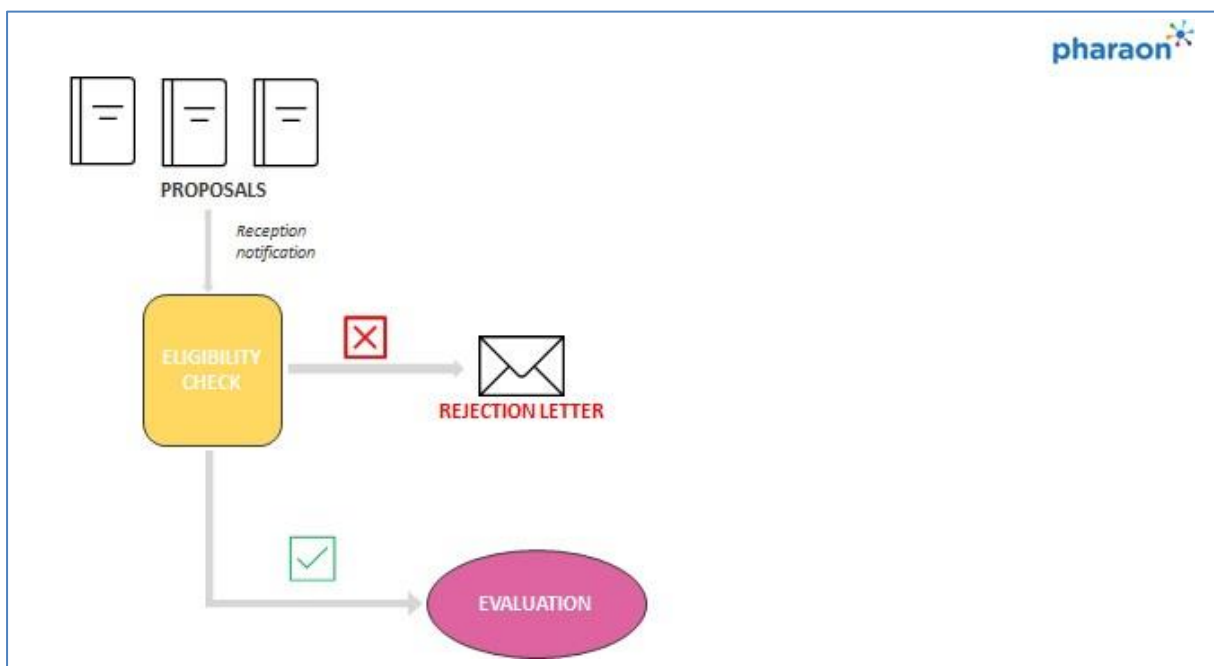 pharaon
PROPOSALS
Reception
notification
ELIGIBILITY
CHECK
REJECTION LETTER
EVALUATION